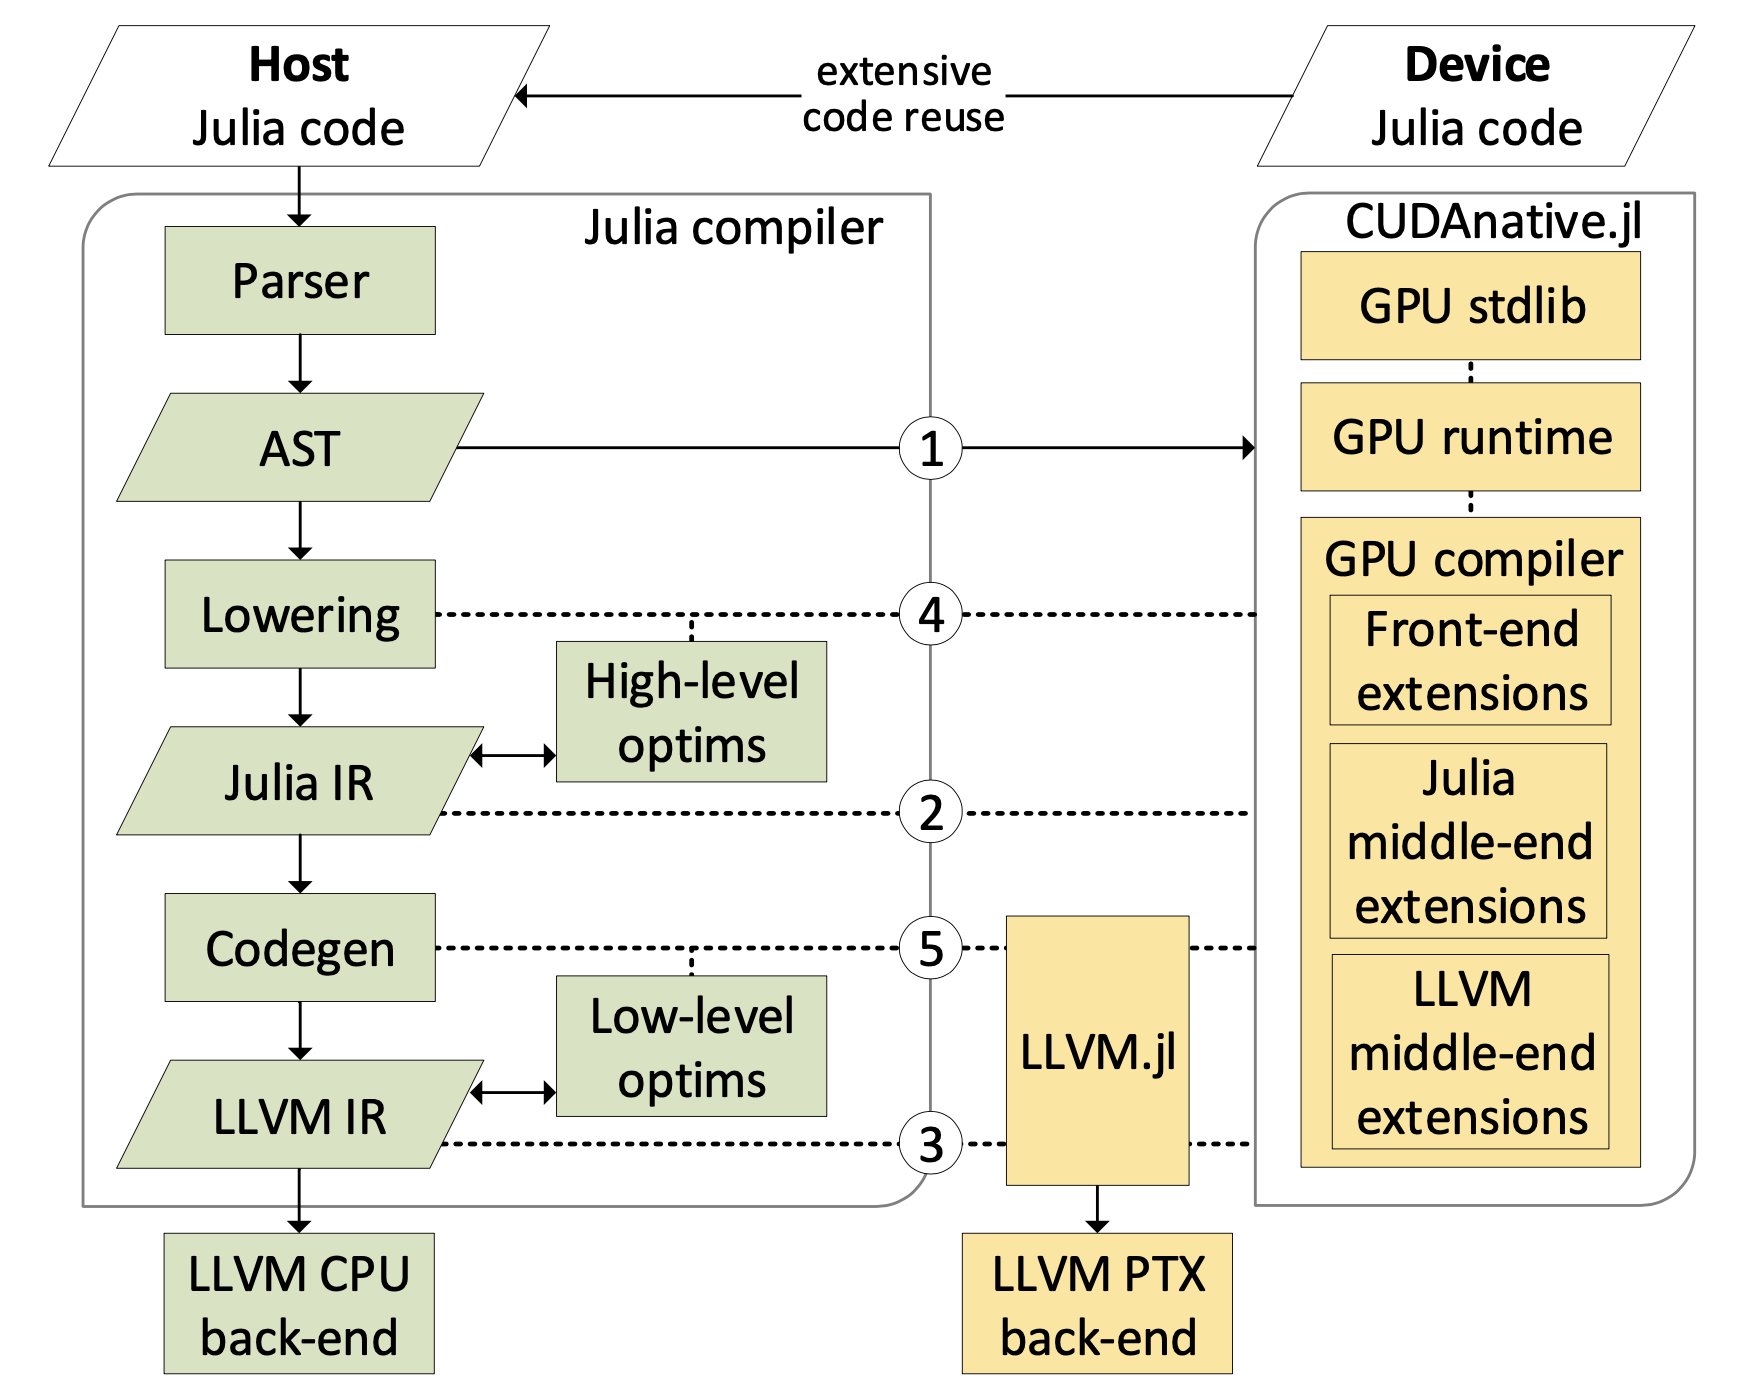 Host
Julia code
extensive
code reuse
Device
Julia code
Julia compiler
Parser
AST
Lowering
High-level
optims
Julia IR
Codegen
Low-level
optims
LLVM IR
LLVM CPU
back-end
1
4
2
5
3
LLVM.jl
LLVM PTX
back-end
CUDAnative.jl
GPU stdlib
GPU runtime
GPU compiler
Front-end
extensions
Julia
middle-end
extensions
LLVM
middle-end
extensions